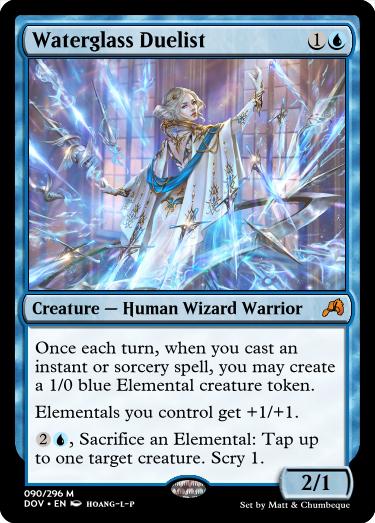 Waterglass Duelist 1
Creature — Human Wizard Warrior
Once each turn, when you cast an
instant or sorcery spell, you may create
a 1/0 blue Elemental creature token.
Elementals you control get +1/+1.
2, Sacrifice an Elemental: Tap up
to one target creature. Scry 1.
2/1
090/296 M
DOV • EN HOANG-L-P
Set by Matt & Chumbeque